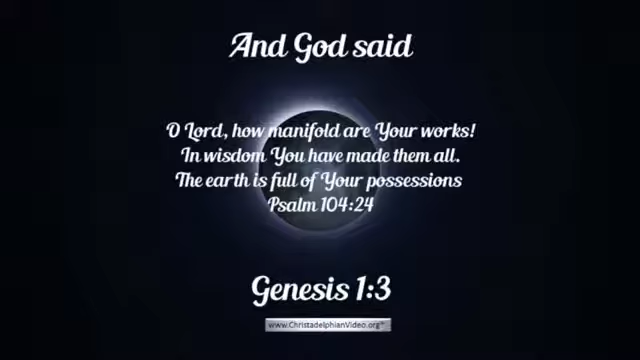 And God said
O Lord, how manifold are Your works!
In wisdom You have made them all.
The earth is full of Your possessions
Psalm 104:24
Genesis 1:3
www.ChristadelphianVideo.org